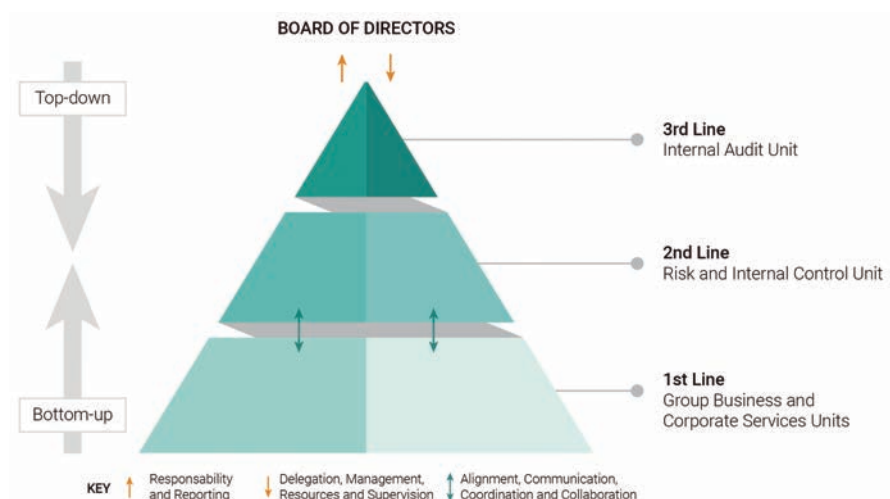 BOARD OF DIRECTORS
Top-down
3rd Line
Internal Audit Unit
2nd Line
Risk and Internal Control Unit
1st Line
Group Business and
Corporate Services Units
Bottom-up
KEY
Responsability
and Reporting
Delegation, Management,
Resources and Supervision
Alignment, Communication,
Coordination and Collaboration